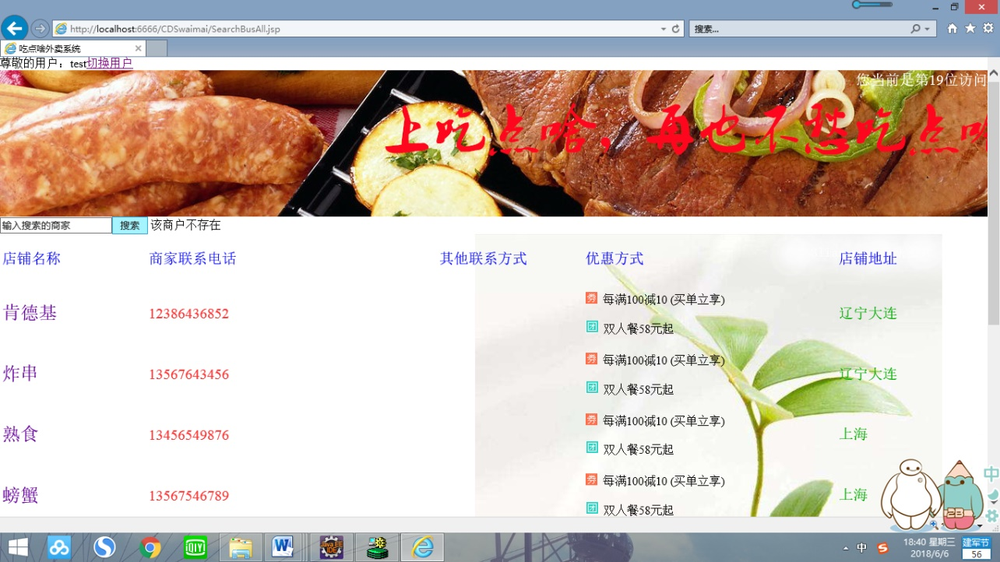 http://localhost:6666/CDSwaimai/SearchBusAll.jsp
搜索...
吃点啥外卖系统
尊敬的用户：test切换用户
您当前是第19位访问
上吃点啥，再也不愁吃点啥
输入搜索的商家 搜索 该商户不存在
店铺名称 商家联系电话 其他联系方式 优惠方式 店铺地址
券 每满100减10 (买单立享)
肯德基 12386436852 辽宁大连
团 双人餐58元起
券 每满100减10 (买单立享)
炸串 13567643456 辽宁大连
团 双人餐58元起
券 每满100减10 (买单立享)
熟食 13456549876 上海
团 双人餐58元起
券 每满100减10 (买单立享)
螃蟹 13567546789 上海
团 双人餐58元起
2B
中
QIY
Java EE
IDE
中
18:40 星期三
2018/6/6
建军节
56